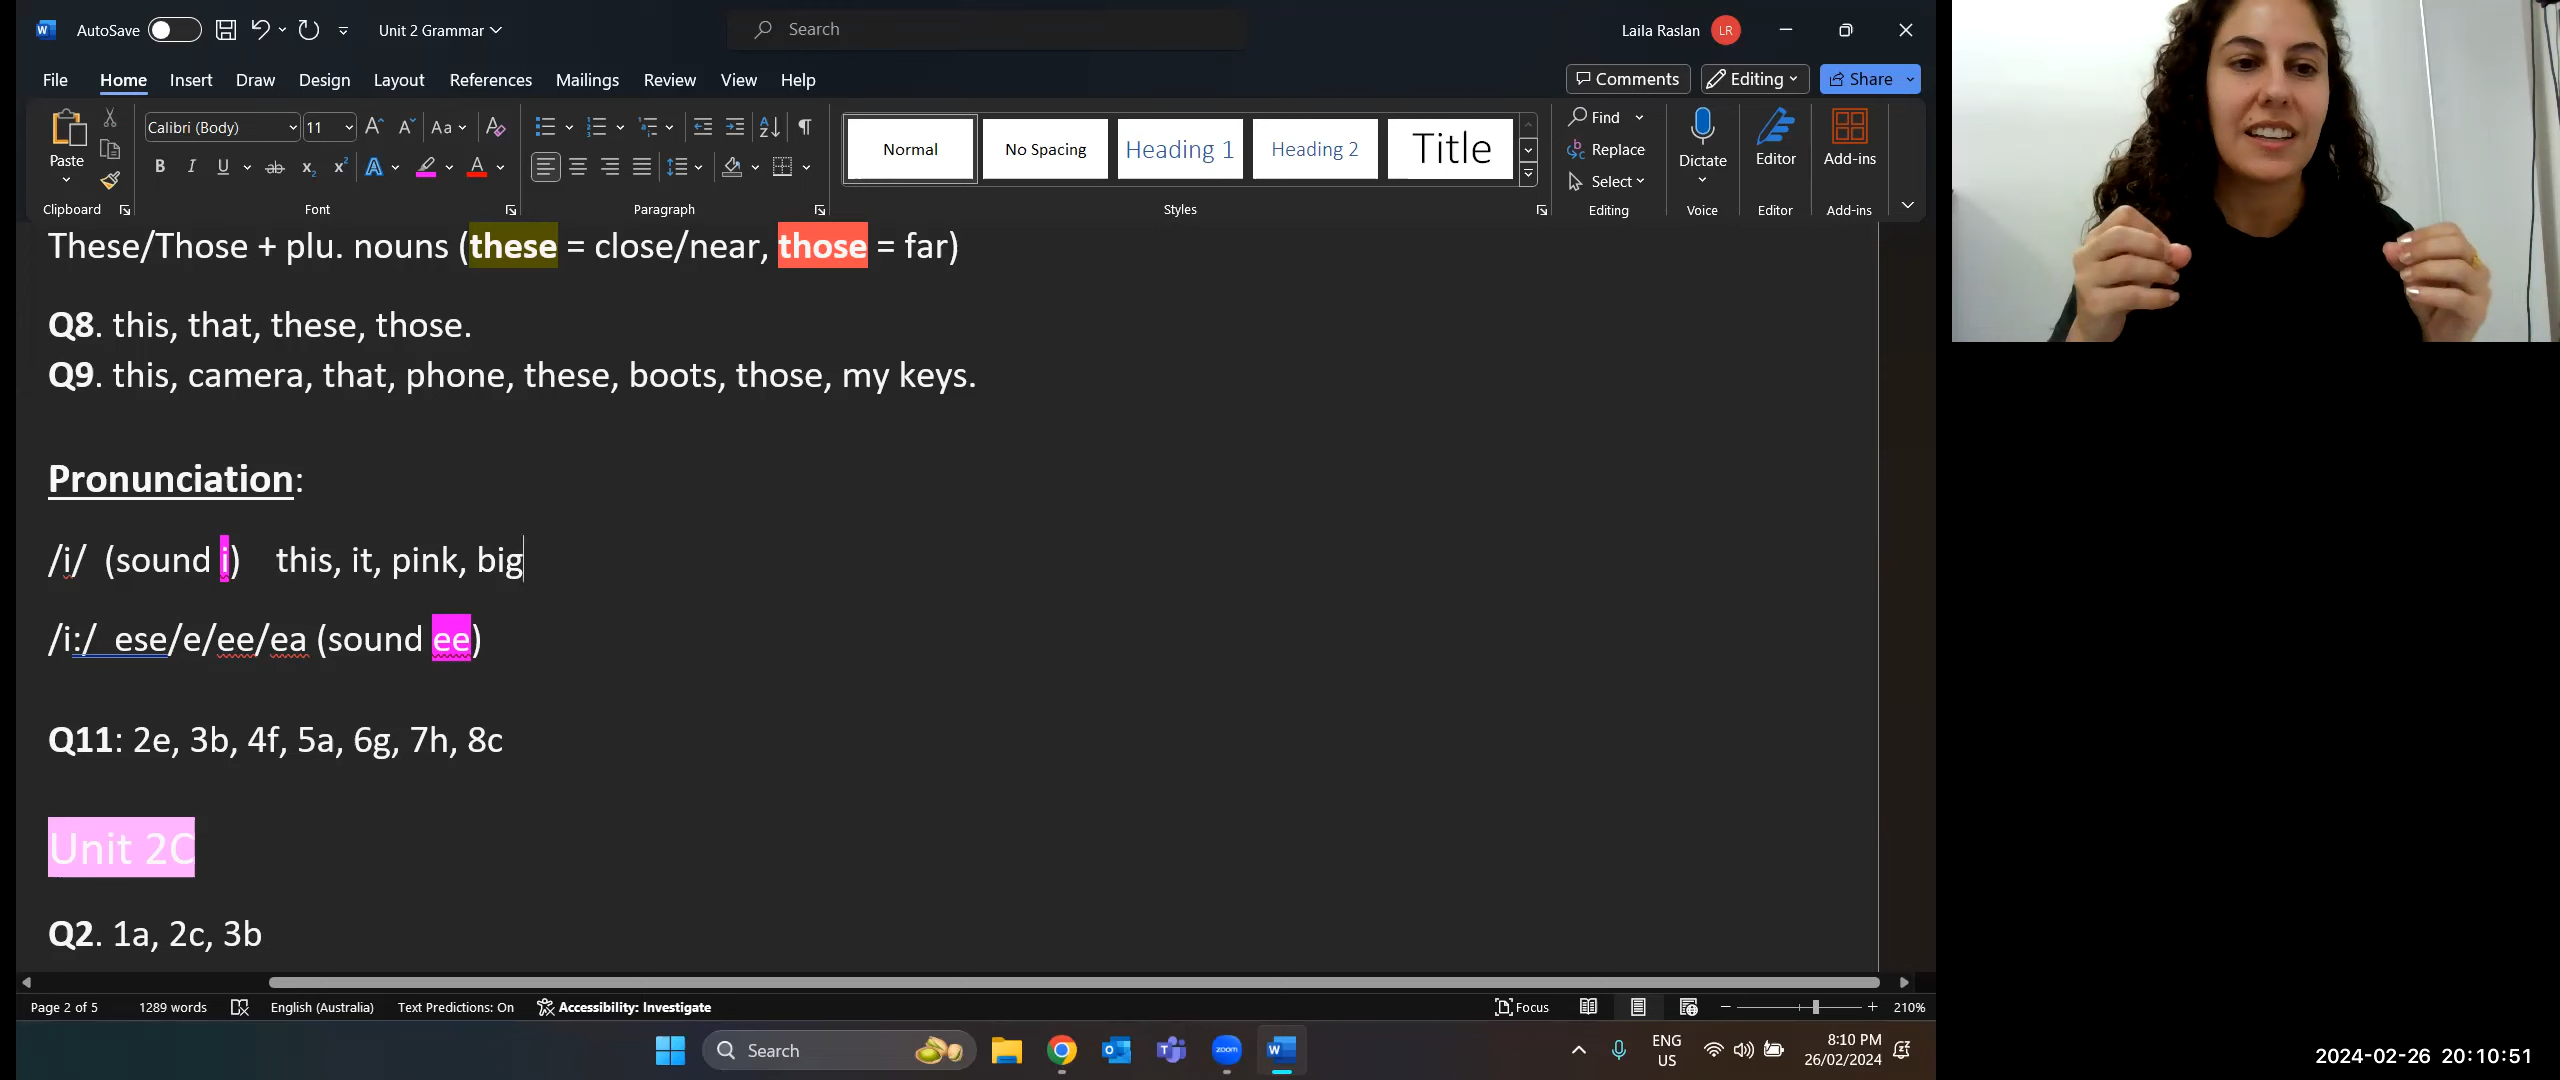 AutoSave
Unit 2 Grammar
Search
Laila Raslan
LR
File Home Insert Draw Design Layout References Mailings Review View Help
Comments
Editing
Share
Paste
Calibri (Body)
11
Aa
B I U ab x₂ x² A A
Normal
No Spacing
Heading 1
Heading 2
Title
Find
Replace
Select
Dictate
Editor
Add-ins
Clipboard
Font
Paragraph
Styles
Editing
Voice
Editor
Add-ins
These/Those + plu. nouns (these = close/near, those = far)
Q8. this, that, these, those.
Q9. this, camera, that, phone, these, boots, those, my keys.
Pronunciation:
/i/ (sound i) this, it, pink, big
/i:/ ese/e/ee/ea (sound ee)
Q11: 2e, 3b, 4f, 5a, 6g, 7h, 8c
Unit 2C
Q2. 1a, 2c, 3b
Page 2 of 5
1289 words
English (Australia)
Text Predictions: On
Accessibility: Investigate
Focus
210%
Search
zoom
ENG
US
8:10 PM
26/02/2024
2024-02-26 20:10:51